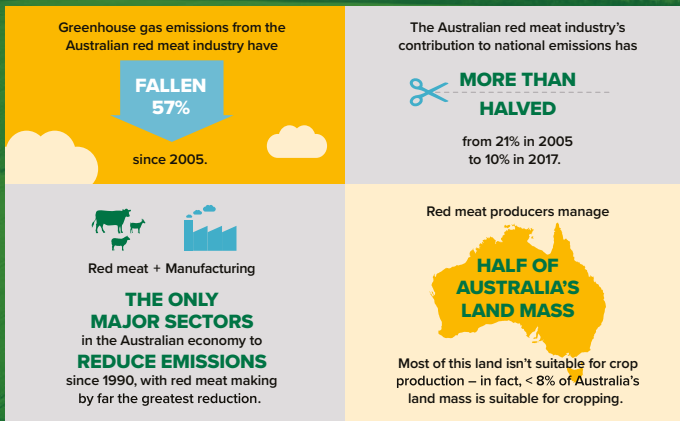 Greenhouse gas emissions from the
Australian red meat industry have
FALLEN
57%
since 2005.
The Australian red meat industry's
contribution to national emissions has
MORE THAN
HALVED
from 21% in 2005
to 10% in 2017.
Red meat + Manufacturing
THE ONLY
MAJOR SECTORS
in the Australian economy to
REDUCE EMISSIONS
since 1990, with red meat making
by far the greatest reduction.
Red meat producers manage
HALF OF
AUSTRALIA'S
LAND MASS
Most of this land isn't suitable for crop
production – in fact, < 8% of Australia's
land mass is suitable for cropping.